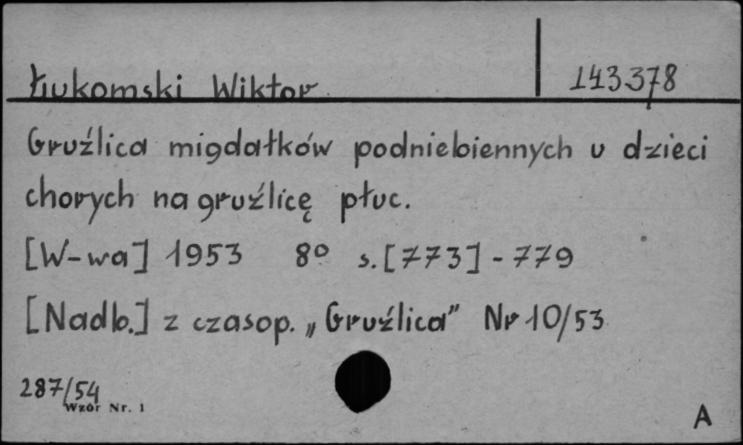 Łukomski Wiktor 143378
Gruźlica migdałków podniebiennych u dzieci
chorych na gruźlicę płuc.
[W-wa] 1953 8° s.[773]-779
[Nadb.] z czasop. „Gruźlica" Nr 10/53
287/54
Wzór Nr. 1
A